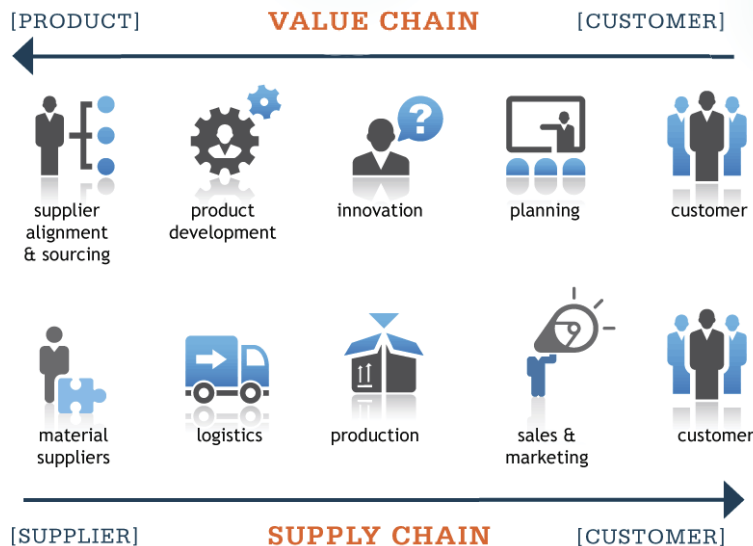 [PRODUCT] VALUE CHAIN [CUSTOMER]
?
supplier alignment & sourcing
product development
innovation
planning
customer
material suppliers
logistics
production
sales & marketing
customer
[SUPPLIER] SUPPLY CHAIN [CUSTOMER]